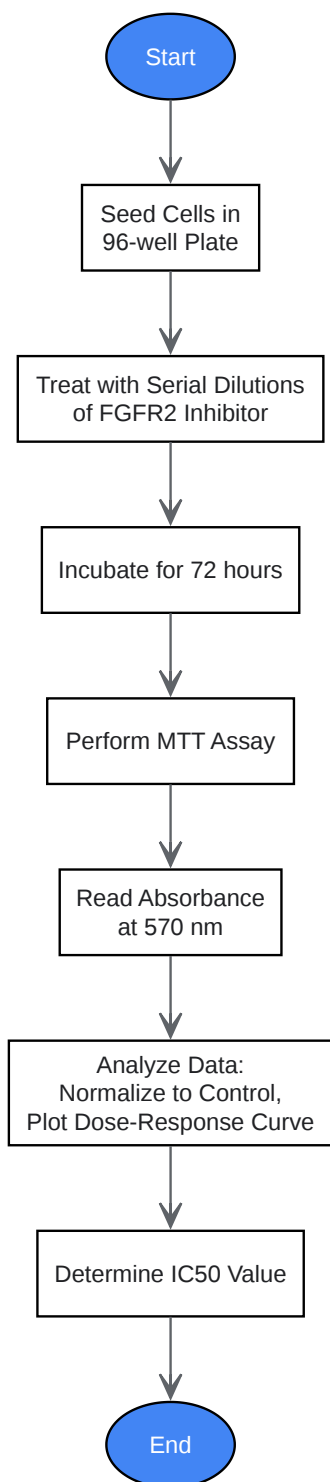 Start
Seed Cells in
96-well Plate
Treat with Serial Dilutions
of FGFR2 Inhibitor
Incubate for 72 hours
Perform MTT Assay
Read Absorbance
at 570 nm
Analyze Data:
Normalize to Control,
Plot Dose-Response Curve
Determine IC50 Value
End